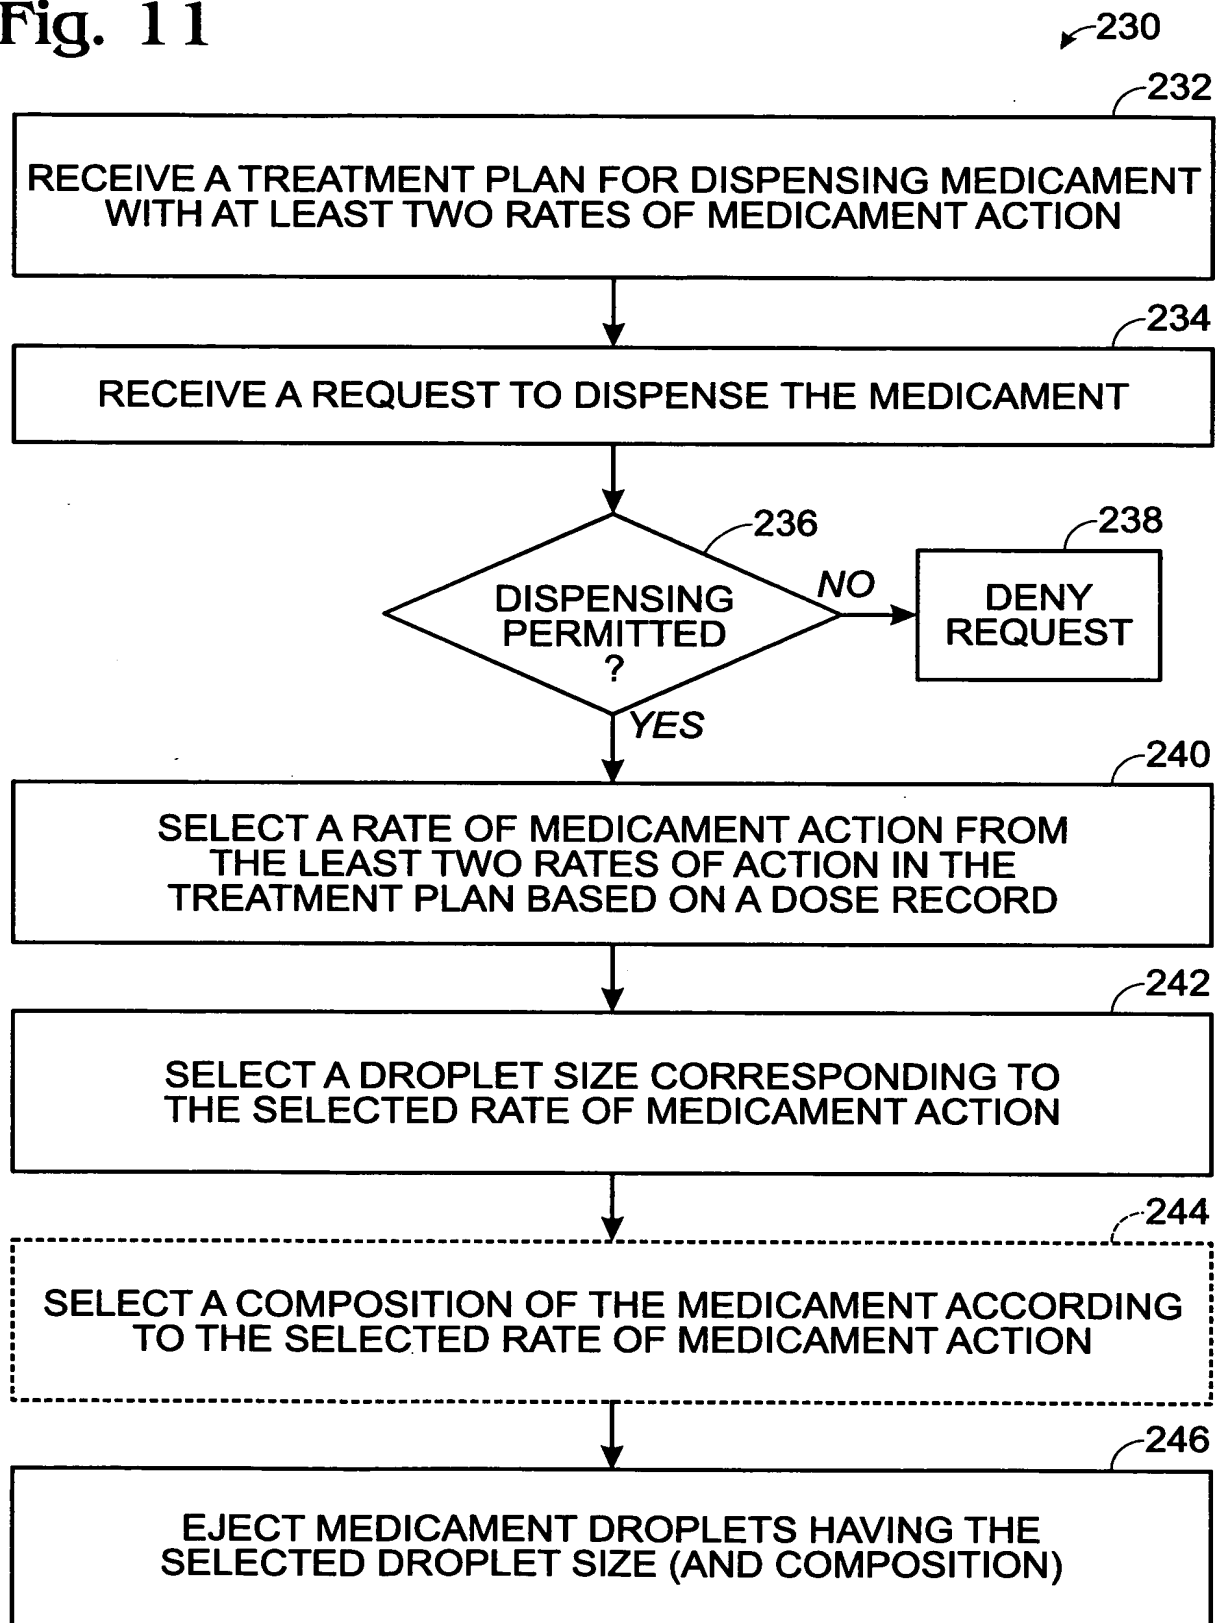 Fig. 11
230
232
RECEIVE A TREATMENT PLAN FOR DISPENSING MEDICAMENT
WITH AT LEAST TWO RATES OF MEDICAMENT ACTION
234
RECEIVE A REQUEST TO DISPENSE THE MEDICAMENT
236
DISPENSING
PERMITTED
?
NO
238
DENY
REQUEST
YES
240
SELECT A RATE OF MEDICAMENT ACTION FROM
THE LEAST TWO RATES OF ACTION IN THE
TREATMENT PLAN BASED ON A DOSE RECORD
242
SELECT A DROPLET SIZE CORRESPONDING TO
THE SELECTED RATE OF MEDICAMENT ACTION
244
SELECT A COMPOSITION OF THE MEDICAMENT ACCORDING
TO THE SELECTED RATE OF MEDICAMENT ACTION
246
EJECT MEDICAMENT DROPLETS HAVING THE
SELECTED DROPLET SIZE (AND COMPOSITION)